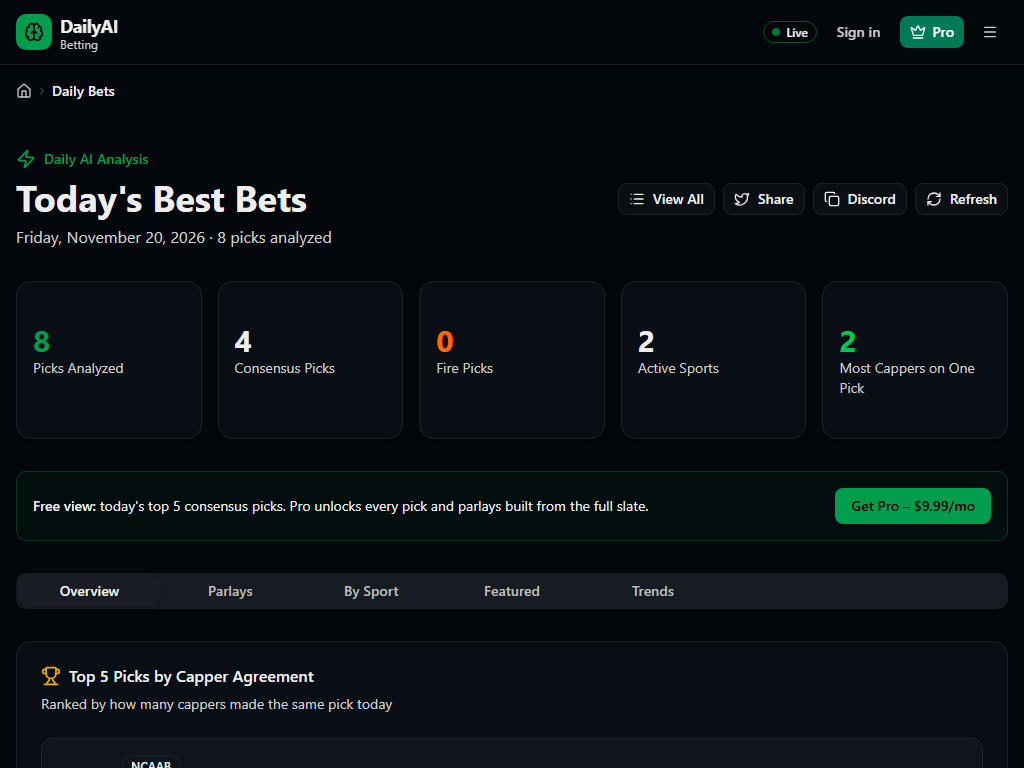 DailyAI
Betting
Live
Sign in
Pro
Daily Bets
Daily AI Analysis
Today's Best Bets
Friday, November 20, 2026 · 8 picks analyzed
View All
Share
Discord
Refresh
8
Picks Analyzed
4
Consensus Picks
0
Fire Picks
2
Active Sports
2
Most Cappers on One
Pick
Free view: today's top 5 consensus picks. Pro unlocks every pick and parlays built from the full slate.
Get Pro – $9.99/mo
Overview
Parlays
By Sport
Featured
Trends
Top 5 Picks by Capper Agreement
Ranked by how many cappers made the same pick today
NCAAB